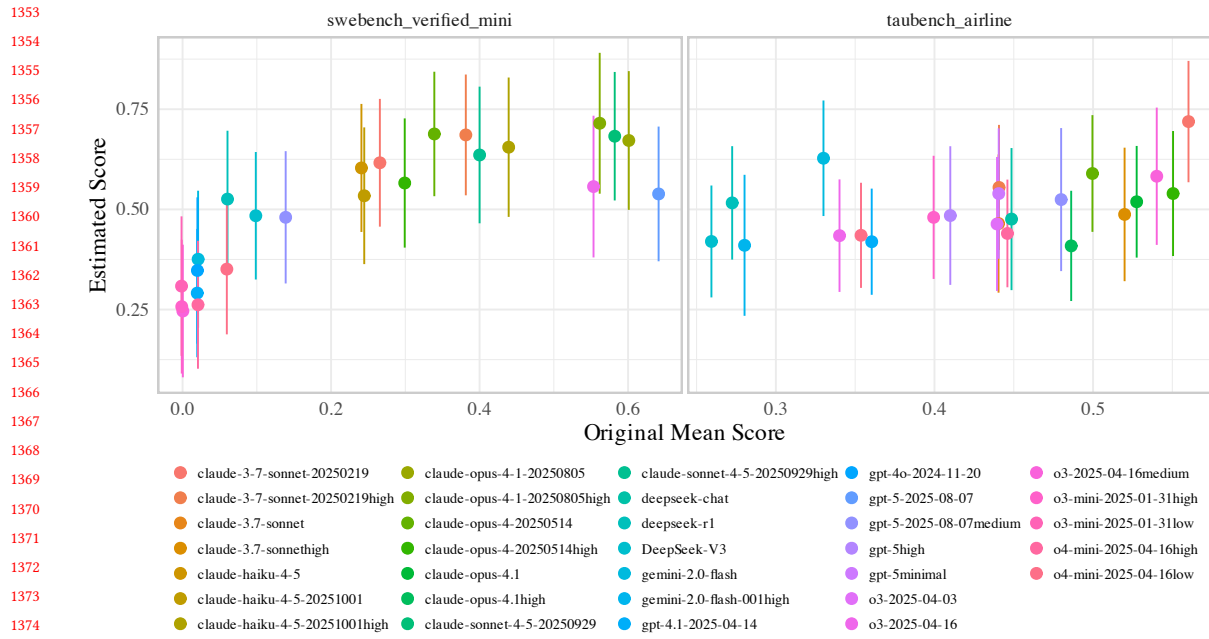 1353
1354
1355
1356
1357
1358
1359
1360
1361
1362
1363
1364
1365
1366
1367
1368
1369
1370
1371
1372
1373
1374
swebench_verified_mini
taubench_airline
Estimated Score
0.75
0.50
0.25
0.0
0.2
0.4
0.6
0.3
0.4
0.5
Original Mean Score
claude-3-7-sonnet-20250219
claude-3-7-sonnet-20250219high
claude-3.7-sonnet
claude-3.7-sonnethigh
claude-haiku-4-5
claude-haiku-4-5-20251001
claude-haiku-4-5-20251001high
claude-opus-4-1-20250805
claude-opus-4-1-20250805high
claude-opus-4-20250514
claude-opus-4-20250514high
claude-opus-4.1
claude-opus-4.1high
claude-sonnet-4-5-20250929
claude-sonnet-4-5-20250929high
deepseek-chat
deepseek-r1
DeepSeek-V3
gemini-2.0-flash
gemini-2.0-flash-001high
gpt-4.1-2025-04-14
gpt-4o-2024-11-20
gpt-5-2025-08-07
gpt-5-2025-08-07medium
gpt-5high
gpt-5minimal
o3-2025-04-03
o3-2025-04-16
o3-2025-04-16medium
o3-mini-2025-01-31high
o3-mini-2025-01-31low
o4-mini-2025-04-16high
o4-mini-2025-04-16low